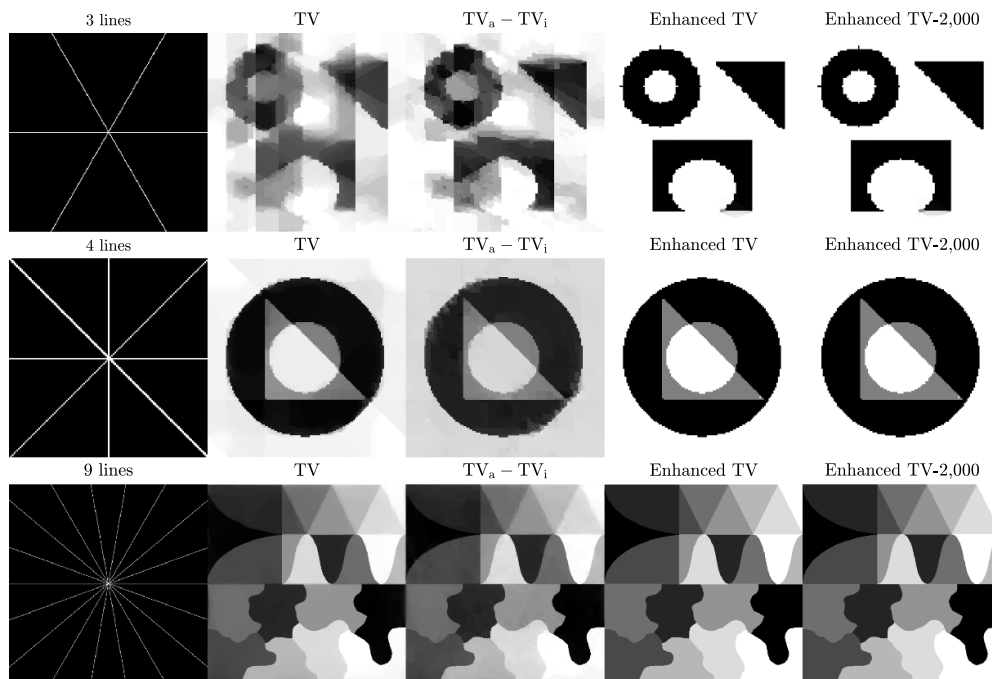 3 lines TV TVₐ − TVᵢ Enhanced TV Enhanced TV-2,000
4 lines TV TVₐ − TVᵢ Enhanced TV Enhanced TV-2,000
9 lines TV TVₐ − TVᵢ Enhanced TV Enhanced TV-2,000